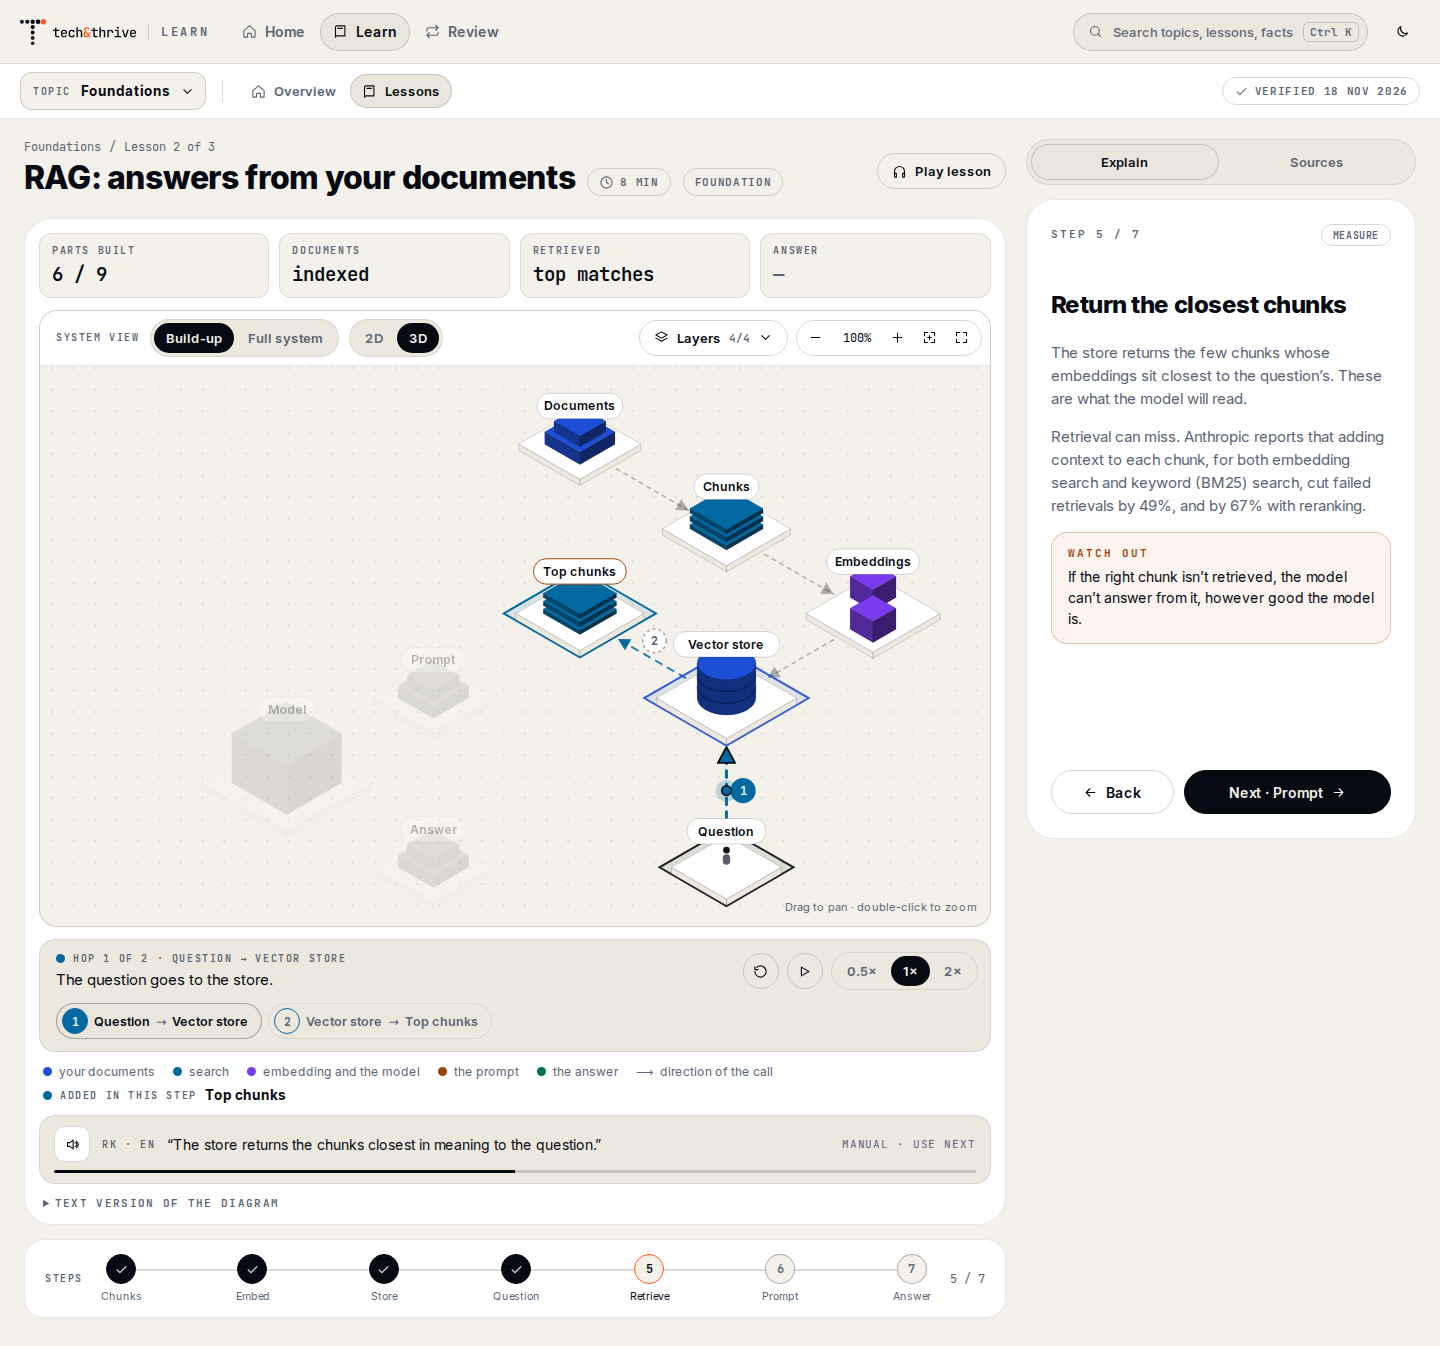 tech&thrive
LEARN
Home
Learn
Review
Search topics, lessons, facts
Ctrl K
TOPIC Foundations
Overview
Lessons
VERIFIED 18 NOV 2026
Foundations / Lesson 2 of 3
RAG: answers from your documents
8 MIN
FOUNDATION
Play lesson
PARTS BUILT
6 / 9
DOCUMENTS
indexed
RETRIEVED
top matches
ANSWER
—
SYSTEM VIEW
Build-up
Full system
2D
3D
Layers 4/4
100%
Documents
Chunks
Embeddings
Top chunks
2
Vector store
Prompt
Model
1
Answer
Question
Drag to pan · double-click to zoom
HOP 1 OF 2 · QUESTION → VECTOR STORE
The question goes to the store.
0.5×
1×
2×
1 Question → Vector store
2 Vector store → Top chunks
your documents
search
embedding and the model
the prompt
the answer
⟶ direction of the call
ADDED IN THIS STEP Top chunks
RK · EN
“The store returns the chunks closest in meaning to the question.”
MANUAL · USE NEXT
TEXT VERSION OF THE DIAGRAM
STEPS
Chunks
Embed
Store
Question
5
Retrieve
6
Prompt
7
Answer
5 / 7
Explain
Sources
STEP 5 / 7
MEASURE
Return the closest chunks
The store returns the few chunks whose
embeddings sit closest to the question’s. These
are what the model will read.
Retrieval can miss. Anthropic reports that adding
context to each chunk, for both embedding
search and keyword (BM25) search, cut failed
retrievals by 49%, and by 67% with reranking.
WATCH OUT
If the right chunk isn’t retrieved, the model
can’t answer from it, however good the model
is.
← Back
Next · Prompt →